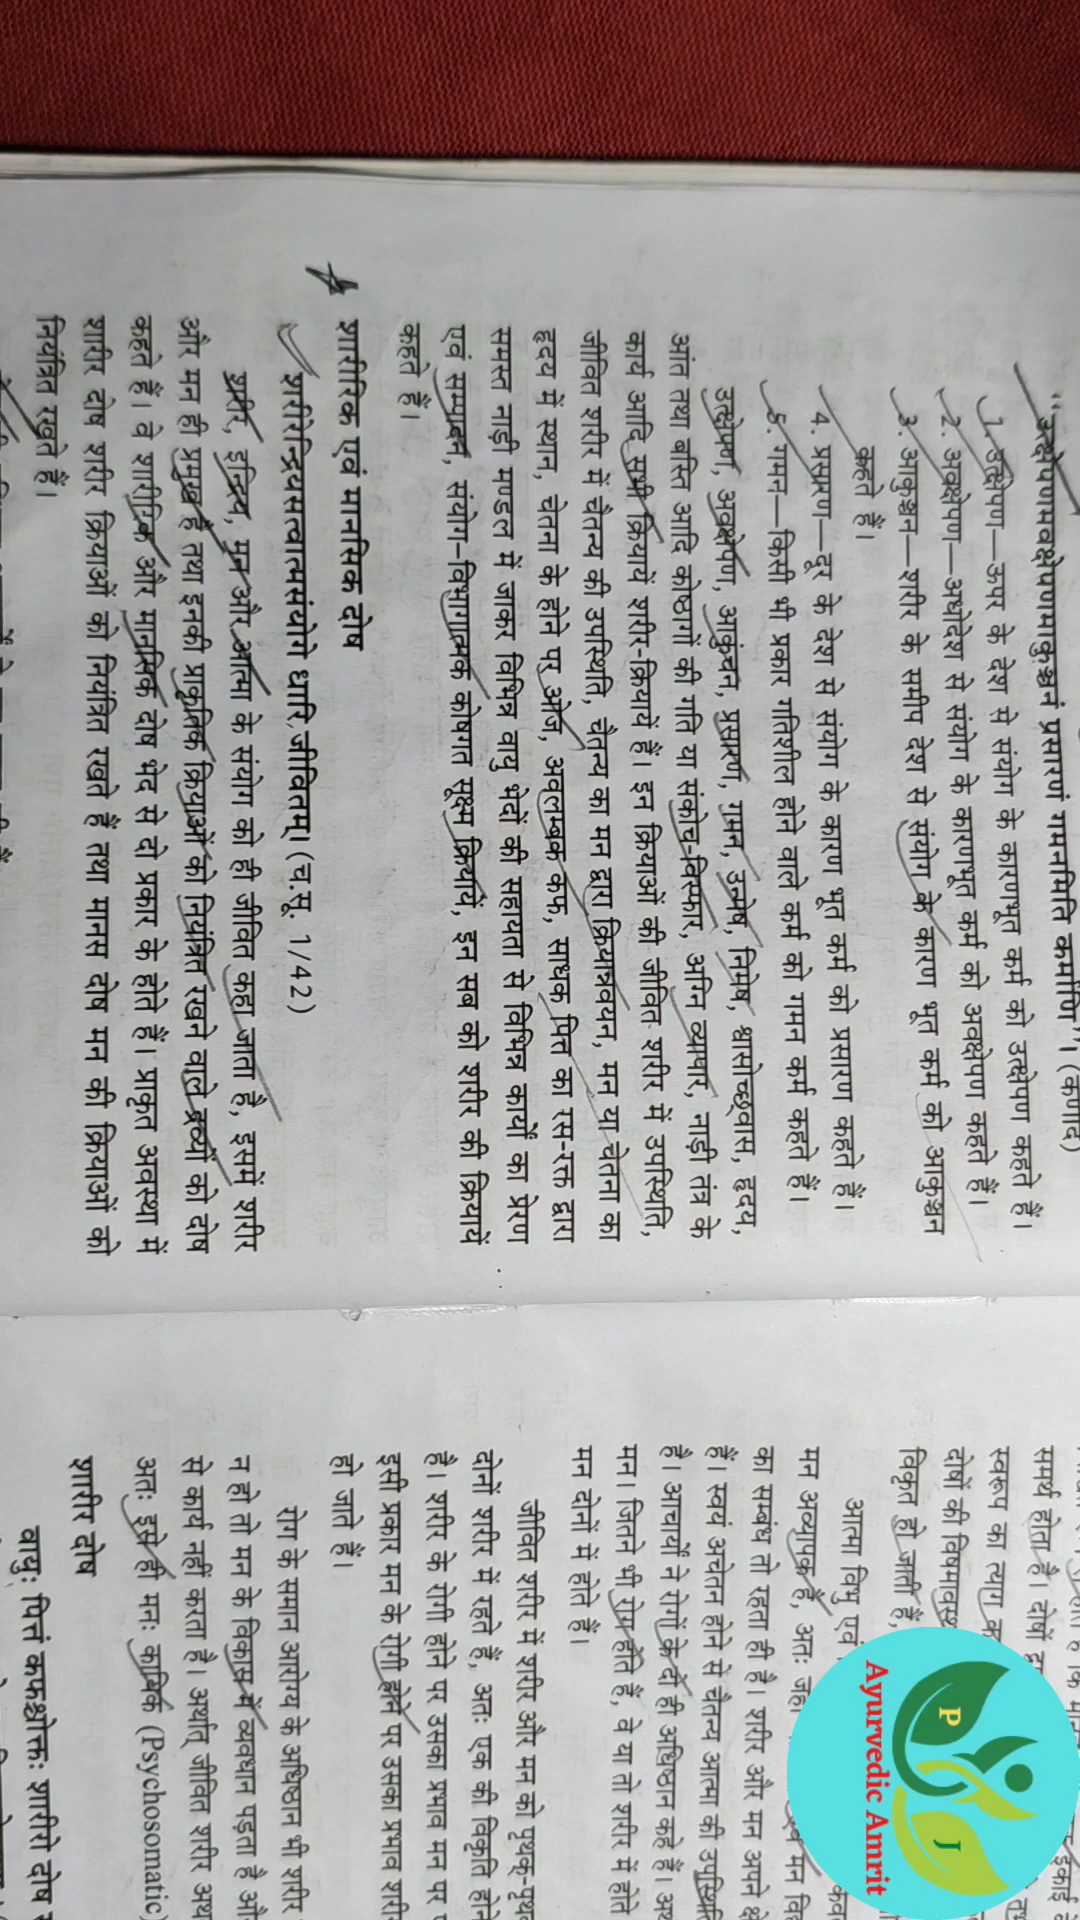 "उत्क्षेपणमवक्षेपणमाकुञ्चनं प्रसारणं गमनमिति कर्माणि"। (कणाद)
1. उत्क्षेपण—ऊपर के देश से संयोग के कारणभूत कर्म को उत्क्षेपण कहते हैं।
2. अवक्षेपण—अधोदेश से संयोग के कारणभूत कर्म को अवक्षेपण कहते हैं।
3. आकुञ्चन—शरीर के समीप देश से संयोग के कारण भूत कर्म को आकुञ्चन
कहते हैं।
4. प्रसारण—दूर के देश से संयोग के कारण भूत कर्म को प्रसारण कहते हैं।
5. गमन—किसी भी प्रकार गतिशील होने वाले कर्म को गमन कर्म कहते हैं।
उत्क्षेपण, अवक्षेपण, आकुंचन, प्रसारण, गमन, उन्मेष, निमेष, श्वासोच्छ्वास, हृदय,
आंत तथा बस्ति आदि कोष्ठागों की गति या संकोच-विस्फार, अग्नि व्यापार, नाड़ी तंत्र के
कार्य आदि सभी क्रियायें शरीर-क्रियायें हैं। इन क्रियाओं की जीवित शरीर में उपस्थिति,
जीवित शरीर में चैतन्य की उपस्थिति, चैतन्य का मन द्वारा क्रियान्वयन, मन या चेतना का
हृदय में स्थान, चेतना के होने पर ओज, अवलम्बक कफ, साधक पित्त का रस-रक्त द्वारा
समस्त नाड़ी मण्डल में जाकर विभिन्न वायु भेदों की सहायता से विभिन्न कार्यों का प्रेरण
एवं सम्पादन, संयोग-विभागात्मक कोषगत सूक्ष्म क्रियायें, इन सब को शरीर की क्रियायें
कहते हैं।
शारीरिक एवं मानसिक दोष
शरीरेन्द्रियसत्वात्मसंयोगो धारि जीवितम्। (च.सू. 1/42)
शरीर, इन्द्रिय, मन और आत्मा के संयोग को ही जीवित कहा जाता है, इसमें शरीर
और मन ही प्रमुख हैं तथा इनकी प्राकृतिक क्रियाओं को नियंत्रित रखने वाले द्रव्यों को दोष
कहते हैं। वे शारीरिक और मानसिक दोष भेद से दो प्रकार के होते हैं। प्राकृत अवस्था में
शारीर दोष शरीर क्रियाओं को नियंत्रित रखते हैं तथा मानस दोष मन की क्रियाओं को
नियंत्रित रखते हैं।
समर्थ होता है। दोषों
स्वरूप का त्याग
दोषों की विषमावस्था
विकृत हो जाती है,
आत्मा विभु एवं
मन अव्यापक है, अतः मन
का सम्बंध तो रहता ही है। शरीर और मन अपने
हैं। स्वयं अचेतन होने से चैतन्य आत्मा की
है। आचार्यों ने रोगों के दो ही अधिष्ठान कहे हैं।
मन। जितने भी रोग होते हैं, वे या तो शरीर में होते
मन दोनों में होते हैं।
जीवित शरीर में शरीर और मन को
दोनों शरीर में रहते हैं, अतः एक की विकृति
है। शरीर के रोगी होने पर उसका प्रभाव मन पर
इसी प्रकार मन के रोगी होने पर उसका प्रभाव
हो जाते हैं।
रोग के समान आरोग्य के अधिष्ठान भी शरीर
न हो तो मन के विकास में व्यवधान पड़ता है
से कार्य नहीं करता है। अर्थात् जीवित शरीर
अतः इसे ही मनः कायिक (Psychosomatic)
शारीर दोष
वायुः पित्तं कफश्चोक्तः शारीरो दोष
P J
Ayurvedic Amrit